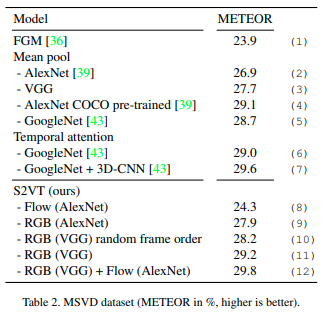 Model METEOR
FGM [36] 23.9 (1)
Mean pool
- AlexNet [39] 26.9 (2)
- VGG 27.7 (3)
- AlexNet COCO pre-trained [39] 29.1 (4)
- GoogleNet [43] 28.7 (5)
Temporal attention
- GoogleNet [43] 29.0 (6)
- GoogleNet + 3D-CNN [43] 29.6 (7)
S2VT (ours)
- Flow (AlexNet) 24.3 (8)
- RGB (AlexNet) 27.9 (9)
- RGB (VGG) random frame order 28.2 (10)
- RGB (VGG) 29.2 (11)
- RGB (VGG) + Flow (AlexNet) 29.8 (12)
Table 2. MSVD dataset (METEOR in %, higher is better).